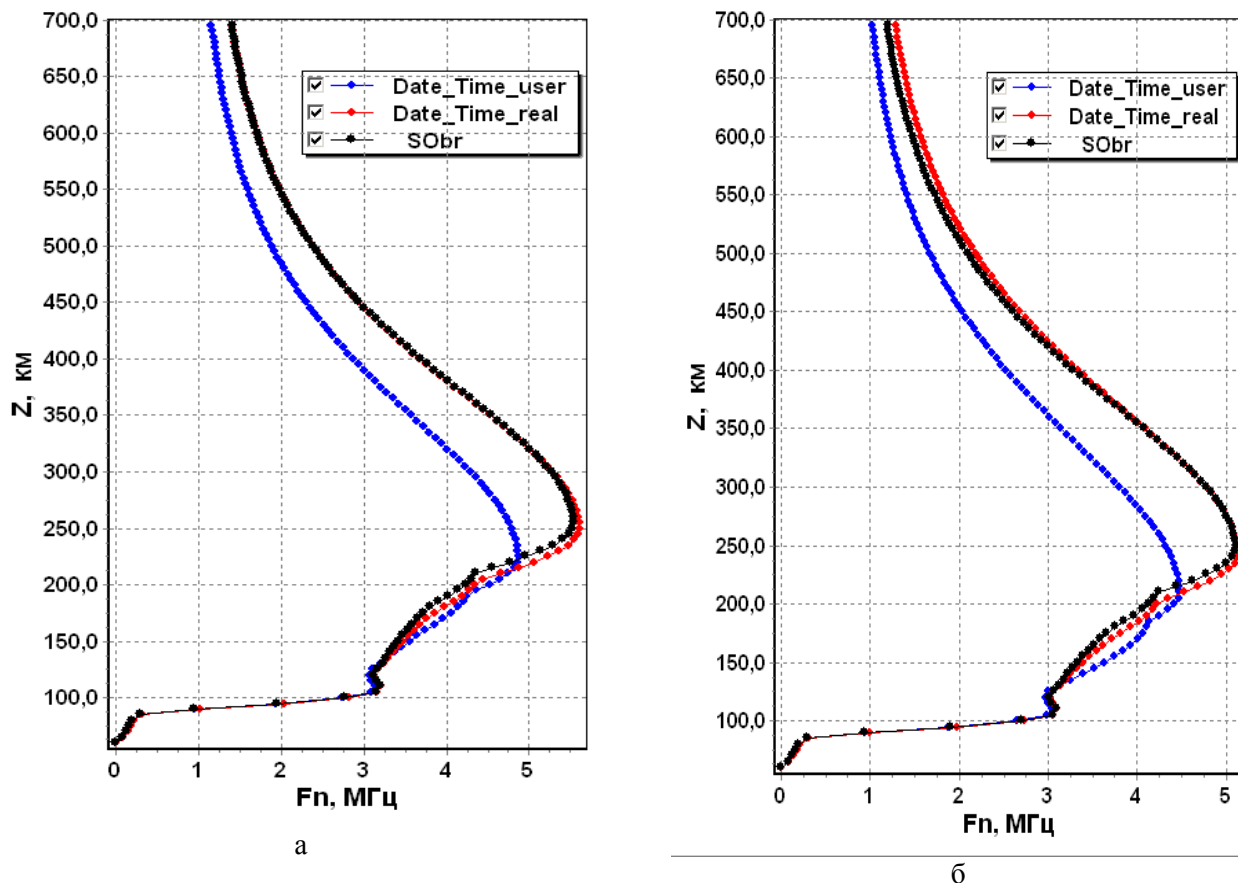 700,0
650,0
600,0
550,0
500,0
450,0
400,0
350,0
300,0
250,0
200,0
150,0
100,0
Z, км
Date_Time_user
Date_Time_real
SObr
0 1 2 3 4 5
Fn, МГц
а
700,0
650,0
600,0
550,0
500,0
450,0
400,0
350,0
300,0
250,0
200,0
150,0
100,0
Z, км
Date_Time_user
Date_Time_real
SObr
0 1 2 3 4 5
Fn, МГц
б